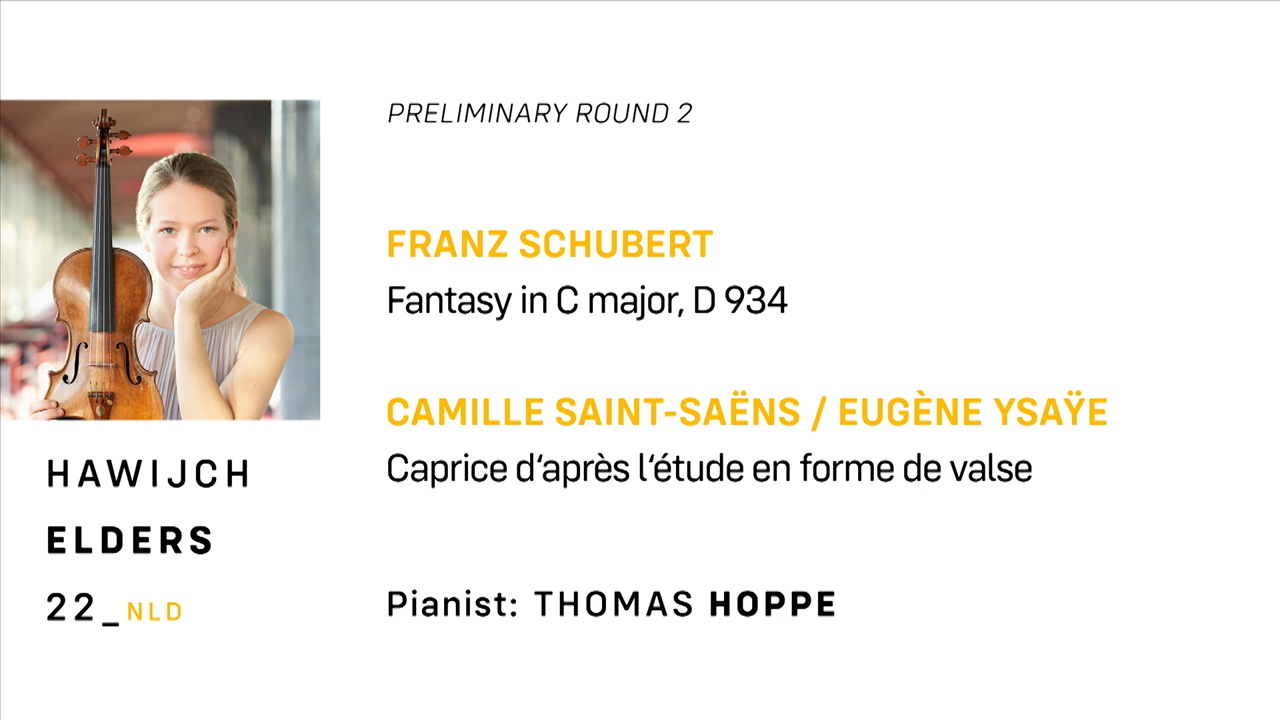 PRELIMINARY ROUND 2
FRANZ SCHUBERT
Fantasy in C major, D 934
CAMILLE SAINT-SAËNS / EUGÈNE YSAŸE
Caprice d‘après l‘étude en forme de valse
Pianist: THOMAS HOPPE
HAWIJCH
ELDERS
22_NLD